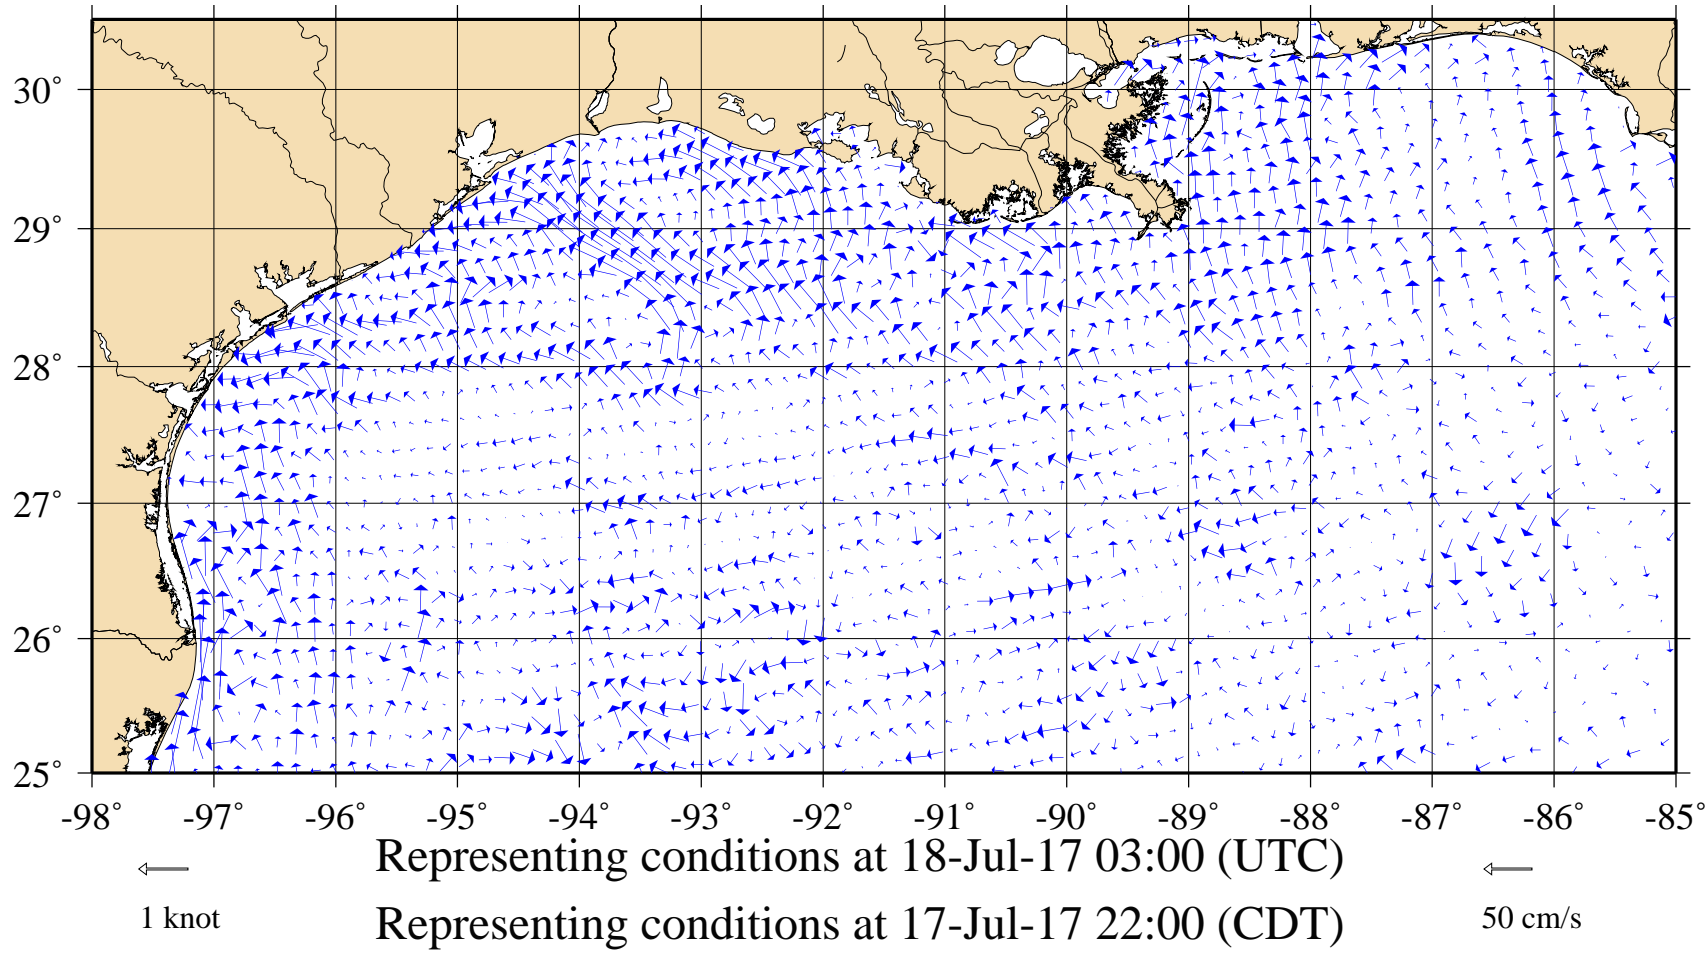 30°
29°
28°
27°
26°
25°
-98° -97° -96° -95° -94° -93° -92° -91° -90° -89° -88° -87° -86° -85°
Representing conditions at 18-Jul-17 03:00 (UTC)
1 knot
50 cm/s
Representing conditions at 17-Jul-17 22:00 (CDT)